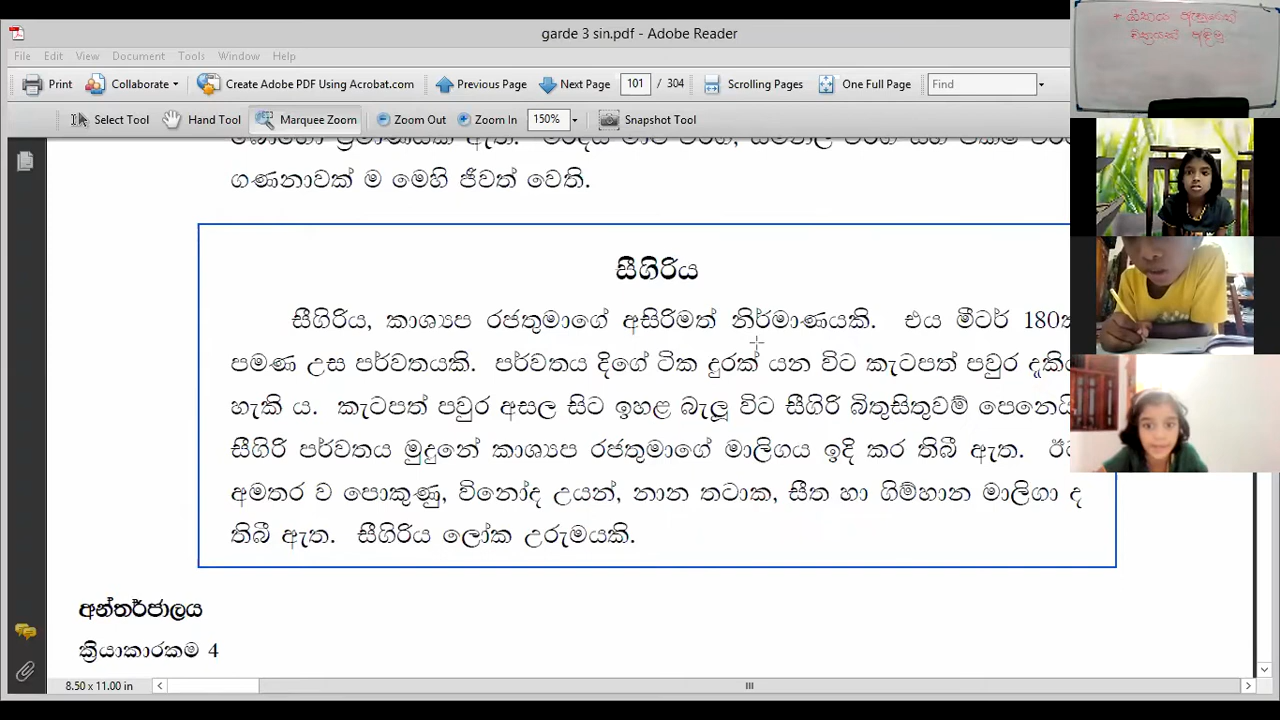 garde 3 sin.pdf - Adobe Reader
File Edit View Document Tools Window Help
Print Collaborate Create Adobe PDF Using Acrobat.com Previous Page Next Page 101 / 304 Scrolling Pages One Full Page Find
Select Tool Hand Tool Marquee Zoom Zoom Out Zoom In 150% Snapshot Tool
ගණනාවක් ම මෙහි ජීවත් වෙති.
සීගිරිය
සීගිරිය, කාශ්‍යප රජතුමාගේ අසිරිමත් නිර්මාණයකි. එය මීටර් 180ක්
පමණ උස පර්වතයකි. පර්වතය දිගේ ටික දුරක් යන විට කැටපත් පවුර
හැකි ය. කැටපත් පවුර අසල සිට ඉහළ බැලූ විට සීගිරි බිතුසිතුවම් පෙනෙයි
සීගිරි පර්වතය මුදුනේ කාශ්‍යප රජතුමාගේ මාලිගය ඉදි කර තිබී ඇත.
අමතර ව පොකුණු, විනෝද උයන්, නාන තටාක, සීත හා ගිම්හාන මාලිගා ද
තිබී ඇත. සීගිරිය ලෝක උරුමයකි.
අන්තර්ජාලය
ක්‍රියාකාරකම 4
8.50 x 11.00 in